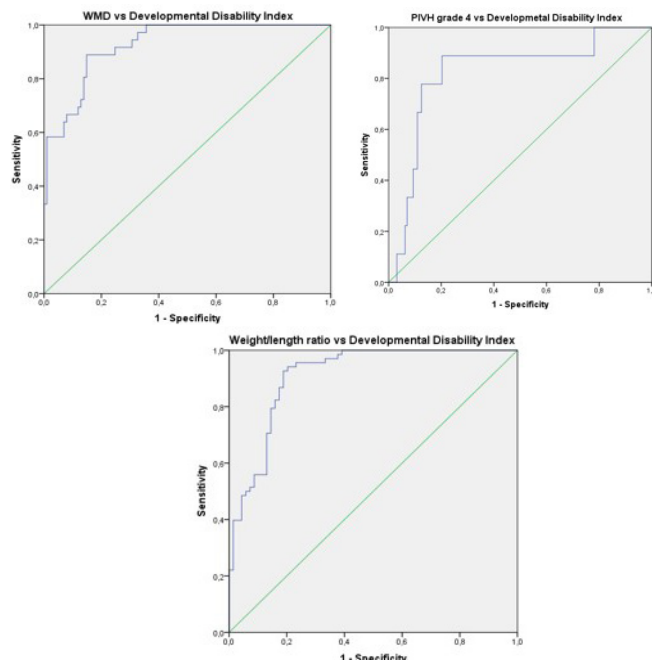 WMD vs Developmental Disability Index
1,0
0,8
0,6
0,4
0,2
0,0
Sensitivity
0,0 0,2 0,4 0,6 0,8 1,0
1 - Specificity
PIVH grade 4 vs Developmetal Disability Index
1,0
0,8
0,6
0,4
0,2
0,0
Sensitivity
0,0 0,2 0,4 0,6 0,8 1,0
1 - Specificity
Weight/length ratio vs Developmental Disability Index
1,0
0,8
0,6
0,4
0,2
0,0
Sensitivity
0,0 0,2 0,4 0,6 0,8 1,0
1 - Specificity